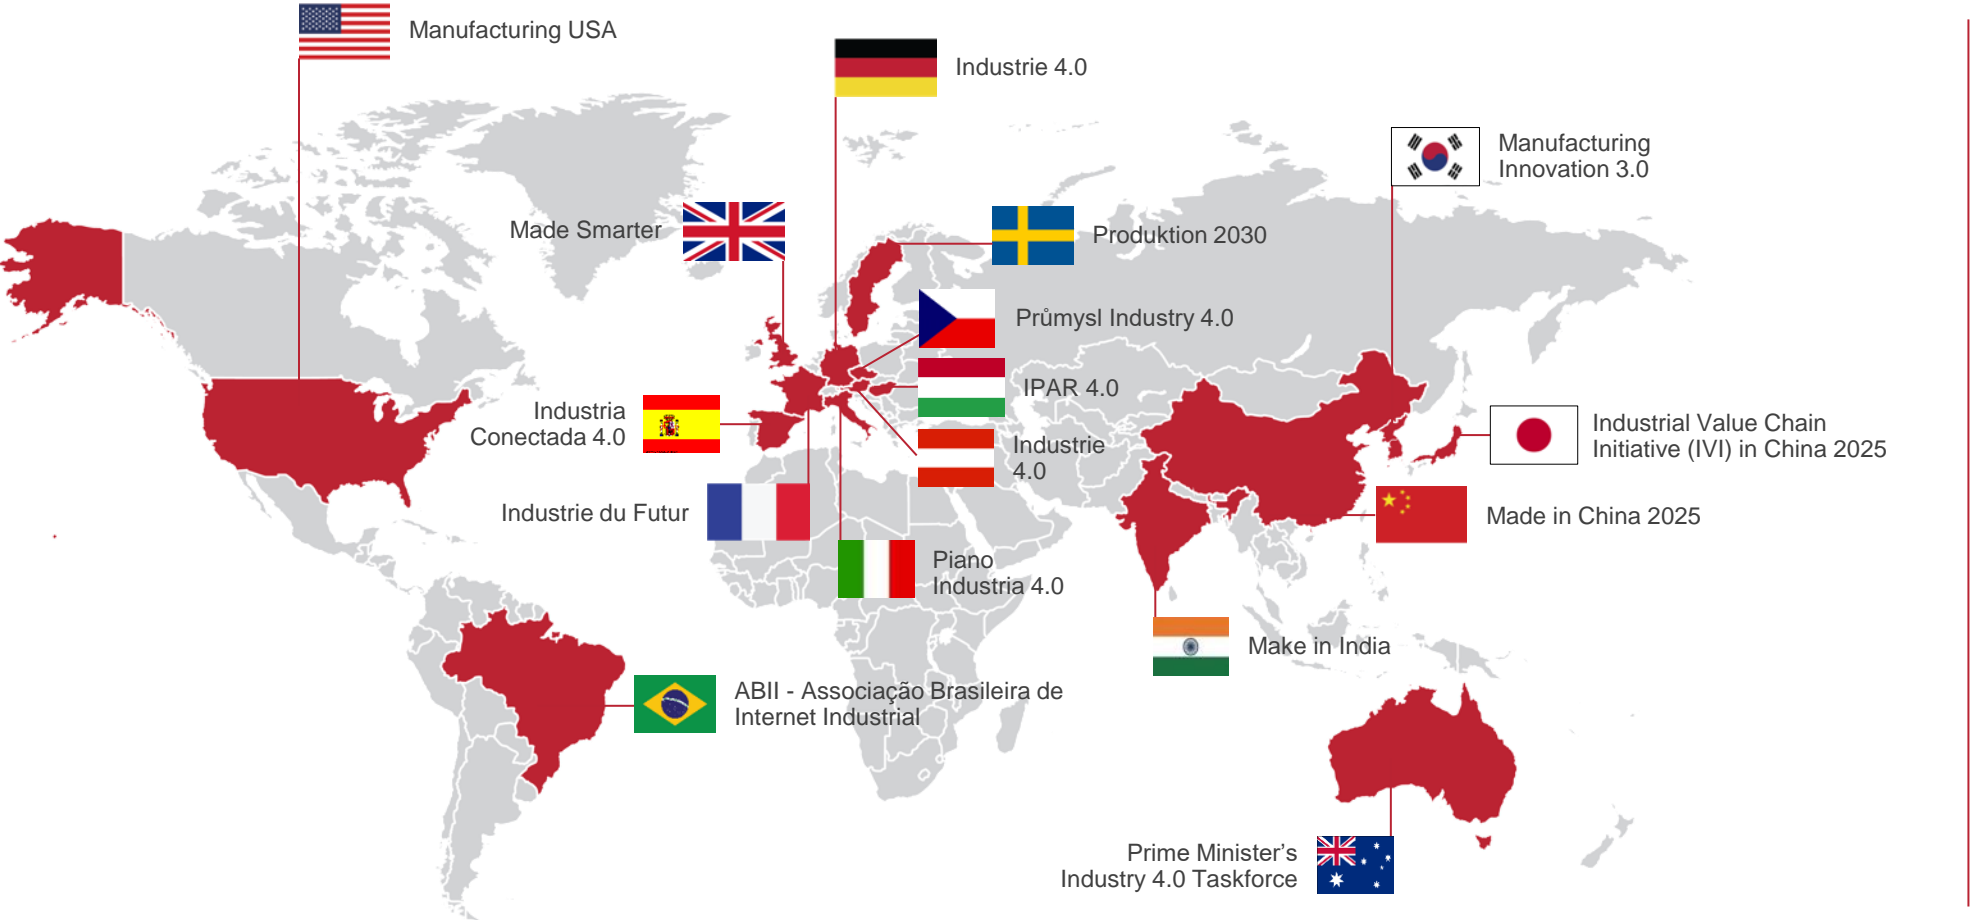 Manufacturing USA
Industrie 4.0
Manufacturing
Innovation 3.0
Made Smarter
Produktion 2030
Průmysl Industry 4.0
IPAR 4.0
Industria
Conectada 4.0
Industrie
4.0
Industrial Value Chain
Initiative (IVI) in China 2025
Industrie du Futur
Made in China 2025
Piano
Industria 4.0
Make in India
ABII - Associação Brasileira de
Internet Industrial
Prime Minister’s
Industry 4.0 Taskforce